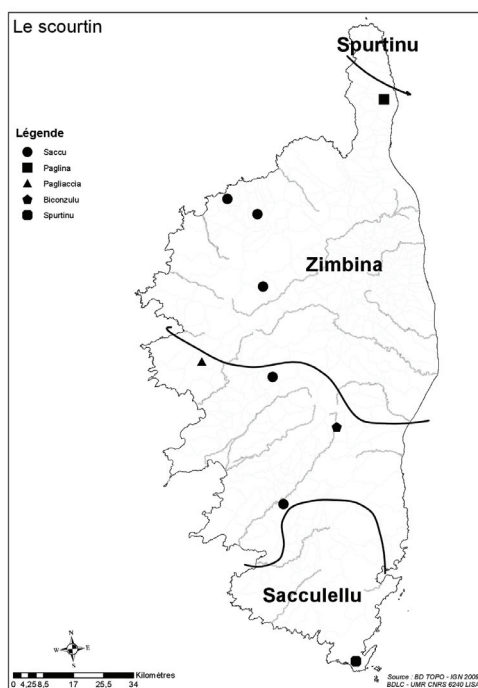 Le scourtin
Spurtinu
Légende
Saccu
Paglina
Pagliaccia
Biconzulu
Spurtinu
Zimbina
Sacculellu
N
W E
S
Kilomètres
0 4,25 8,5 17 25,5 34
Source : BD TOPO - IGN 2009
BDLC - UMR CNRS 6240 LISA